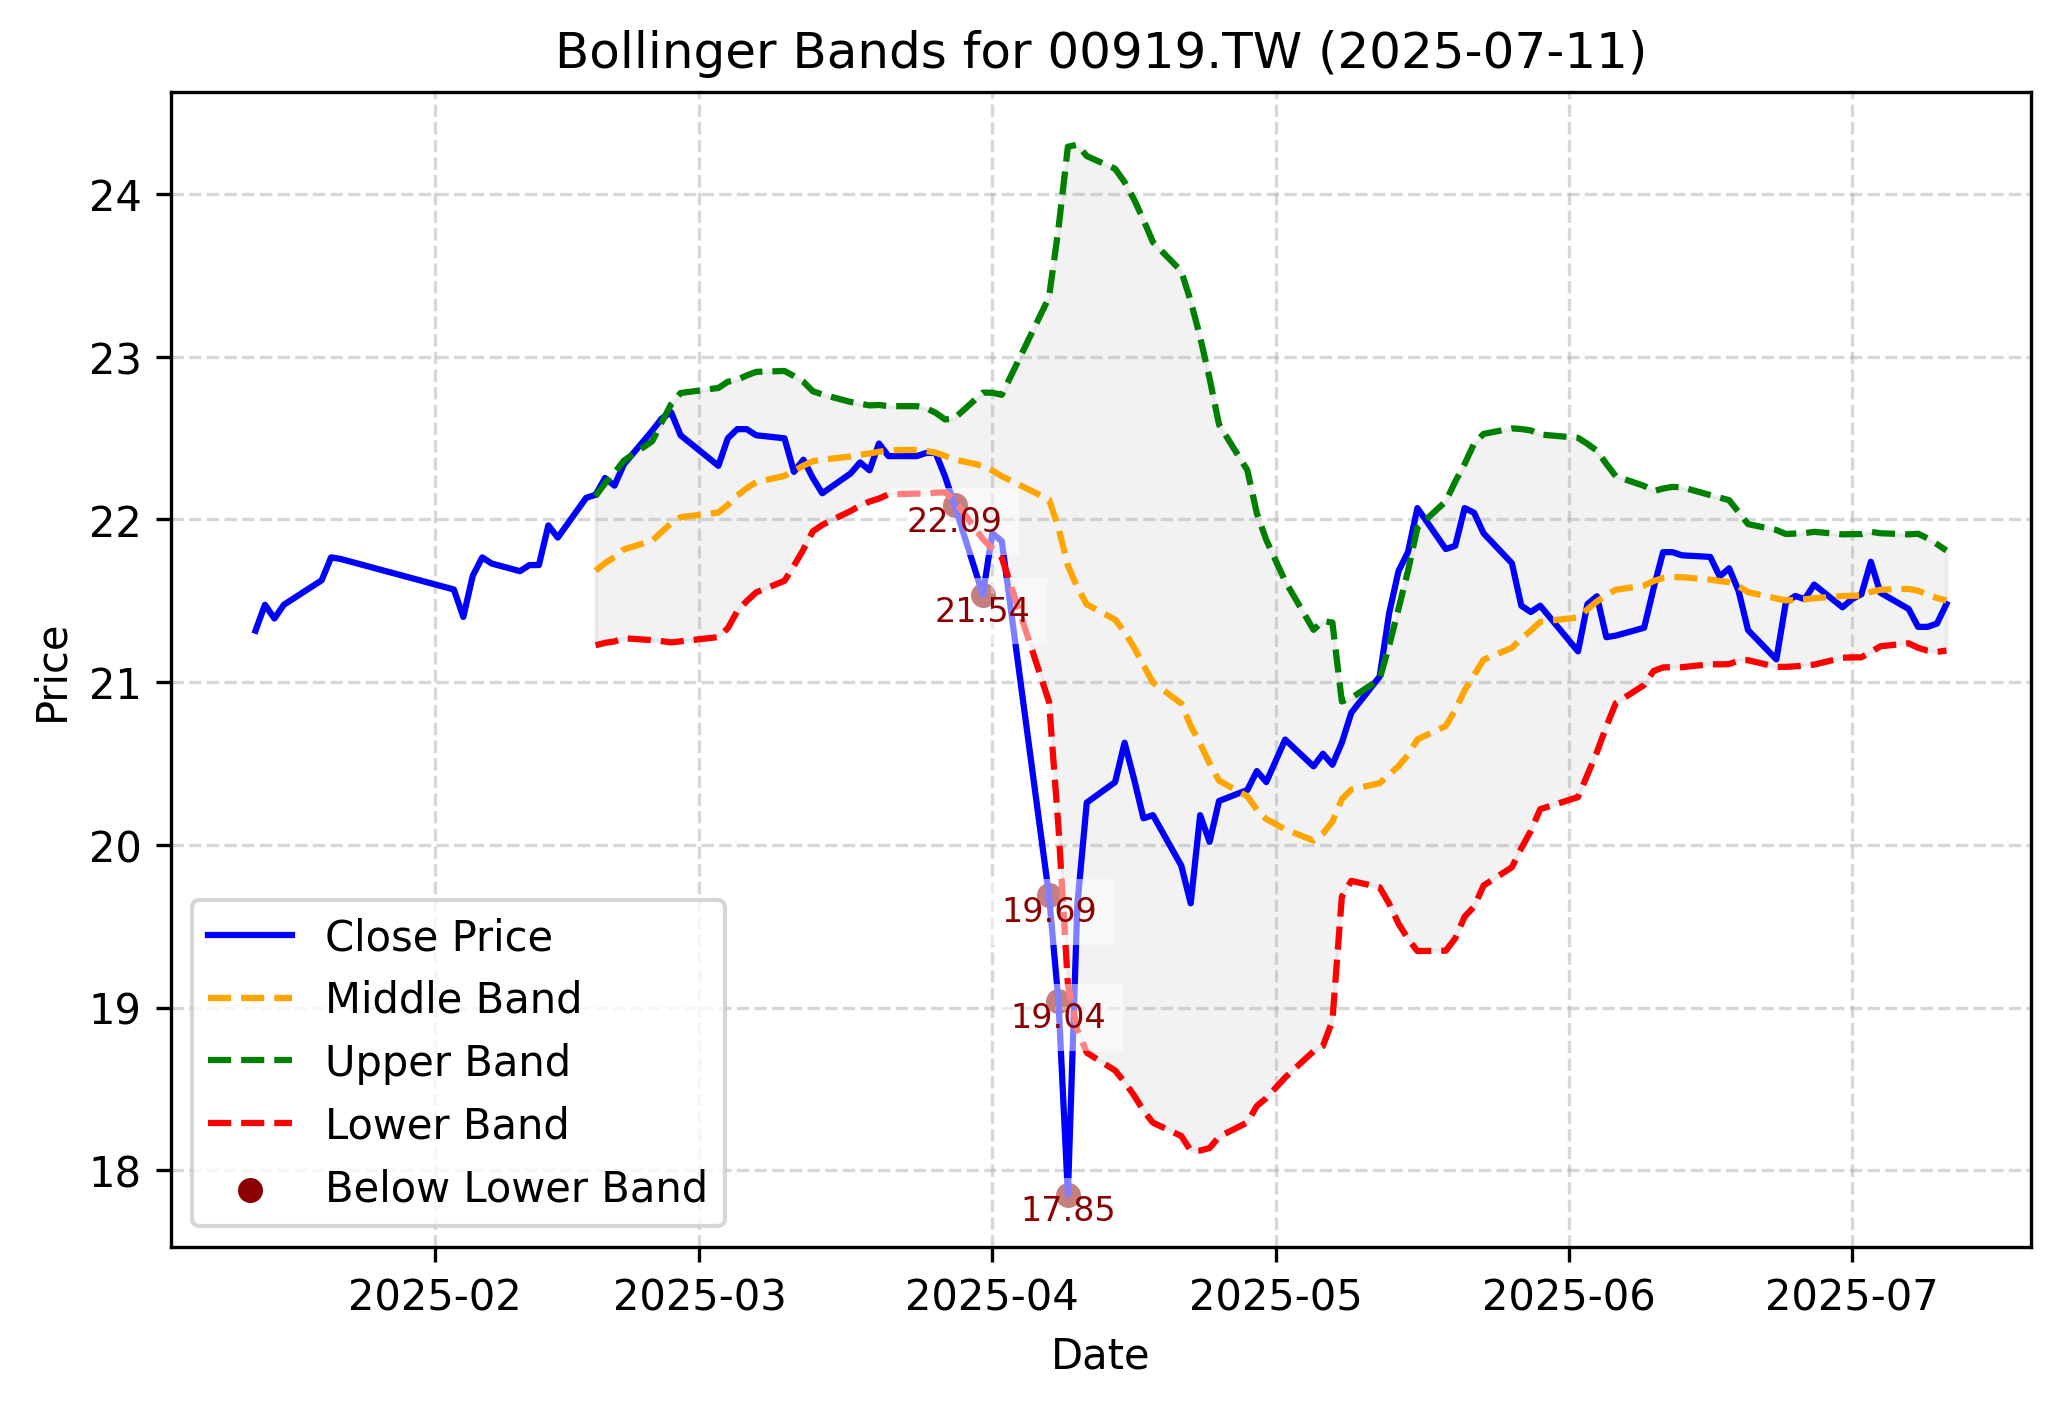 Bollinger Bands for 00919.TW (2025-07-11)
24
23
22
21
20
19
18
Price
22.09
21.54
19.69
19.04
17.85
Close Price
Middle Band
Upper Band
Lower Band
Below Lower Band
2025-02
2025-03
2025-04
2025-05
2025-06
2025-07
Date